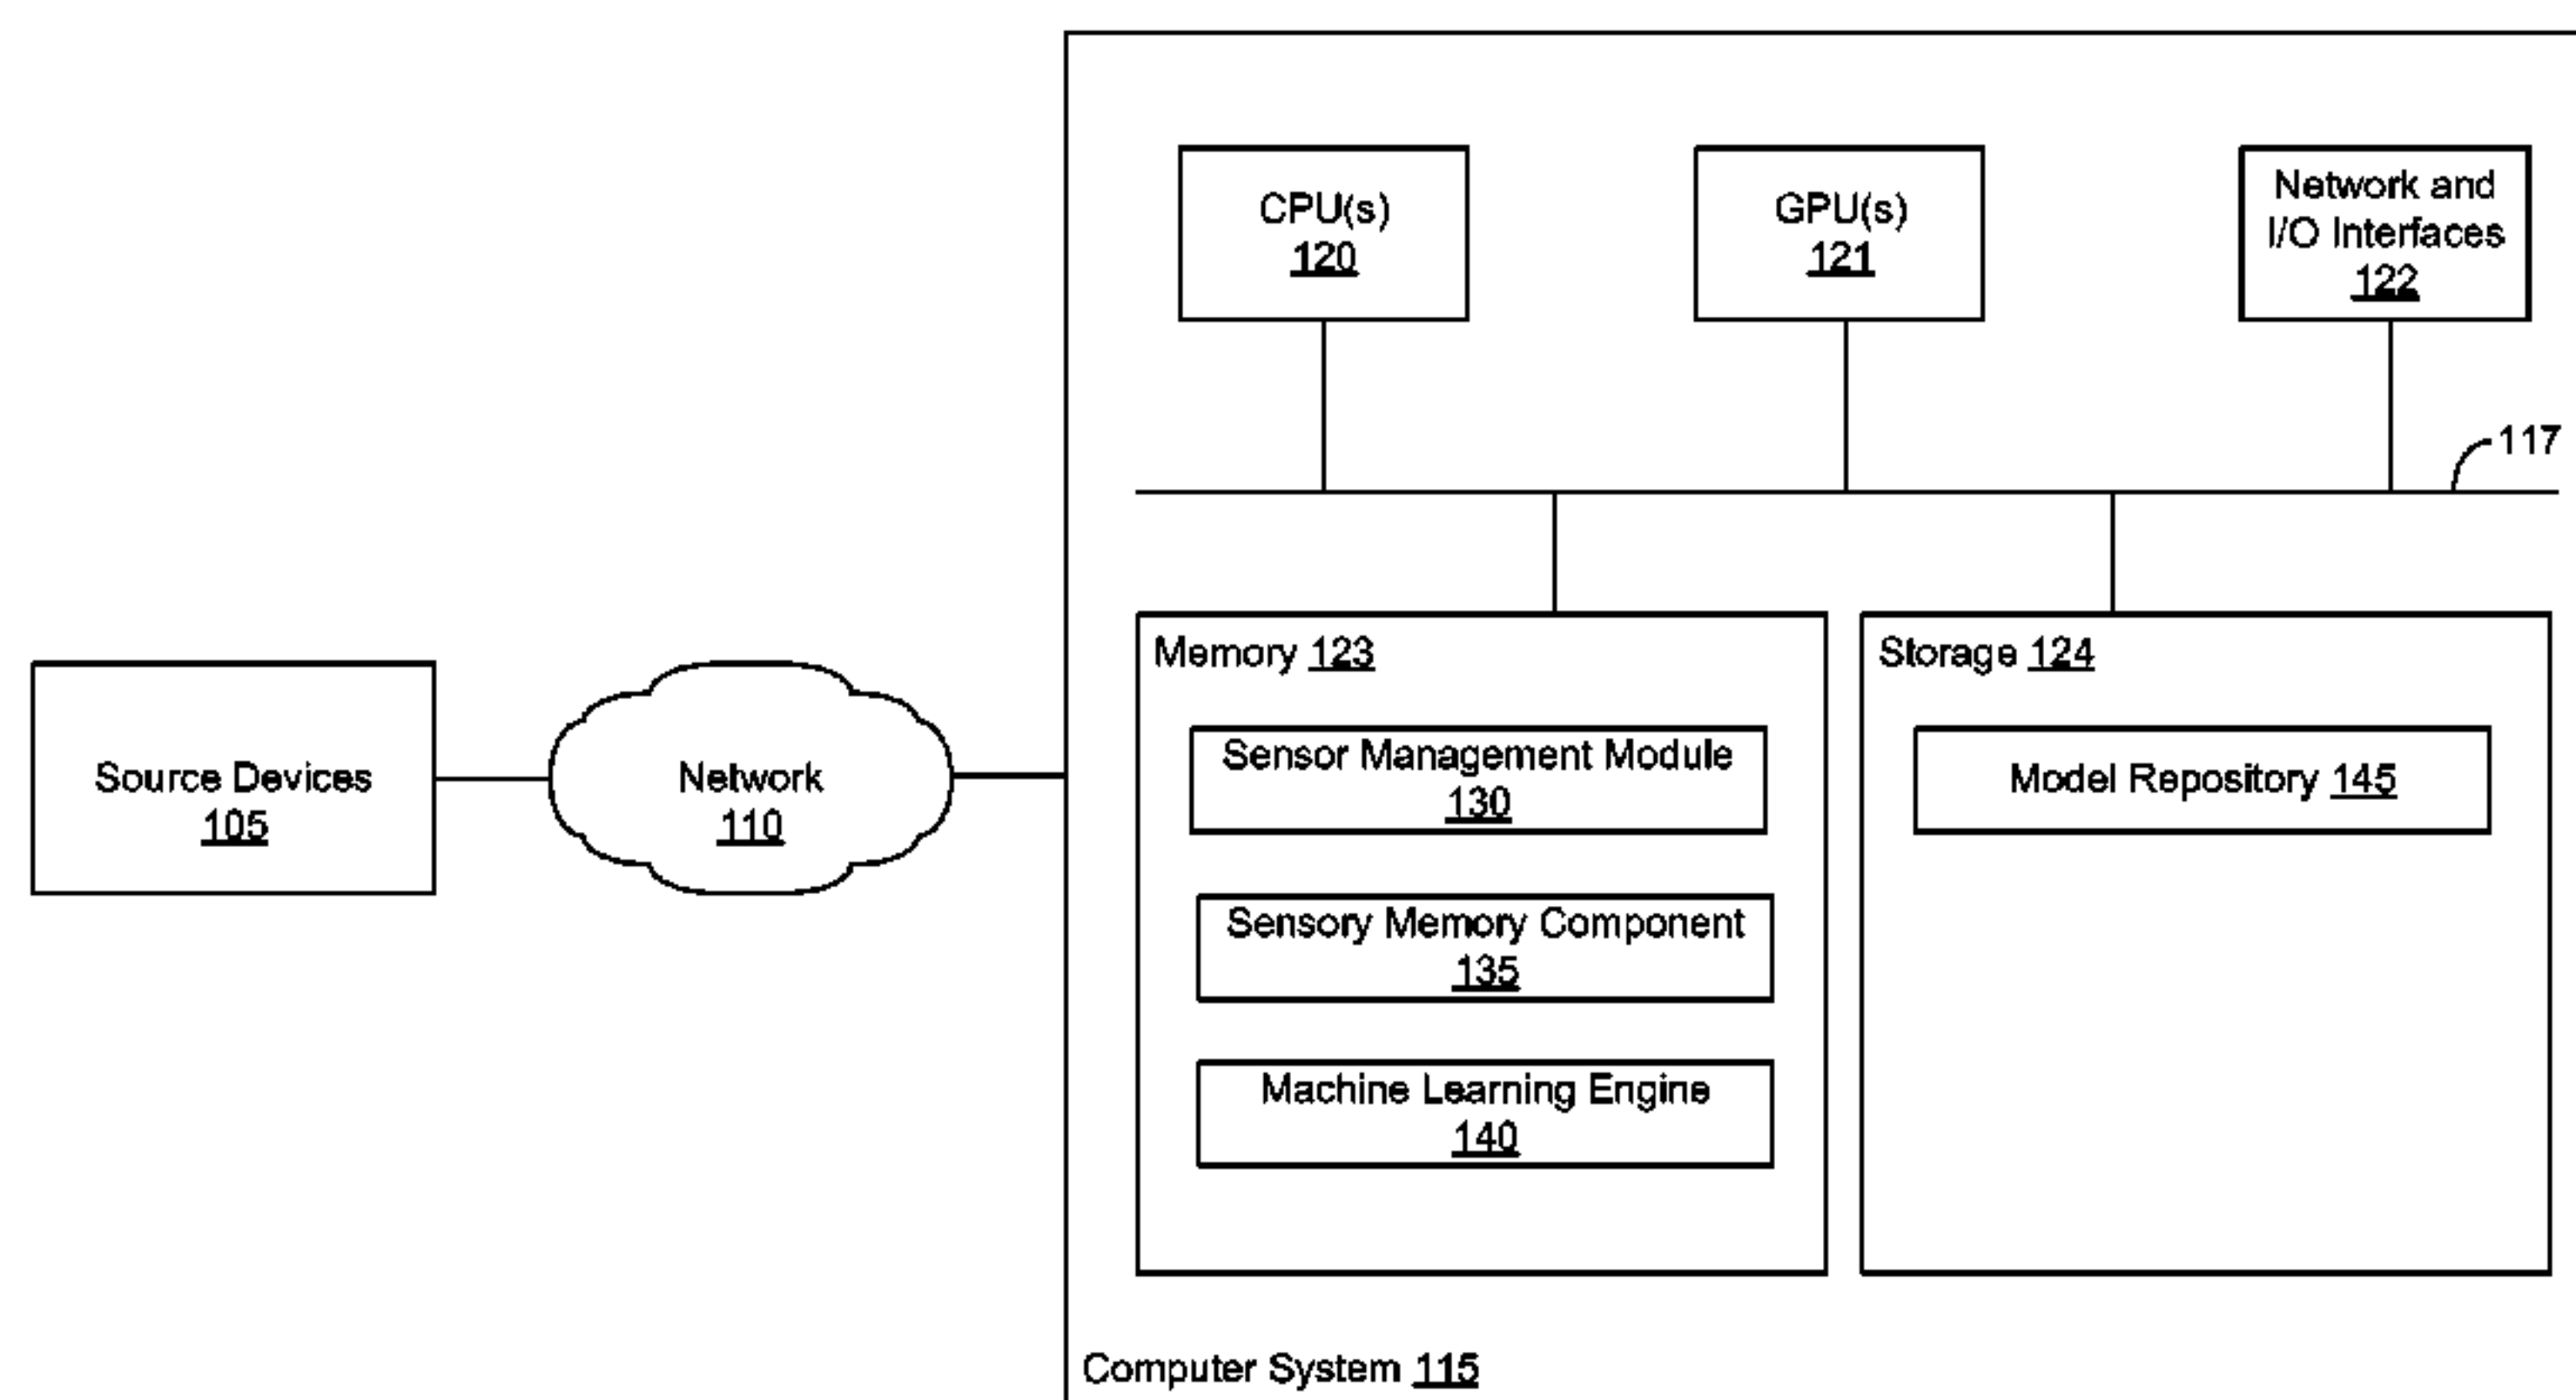 CPU(s)
120
GPU(s)
121
Network and
I/O Interfaces
122
117
Memory 123
Sensor Management Module
130
Sensory Memory Component
135
Machine Learning Engine
140
Storage 124
Model Repository 145
Source Devices
105
Network
110
Computer System 115